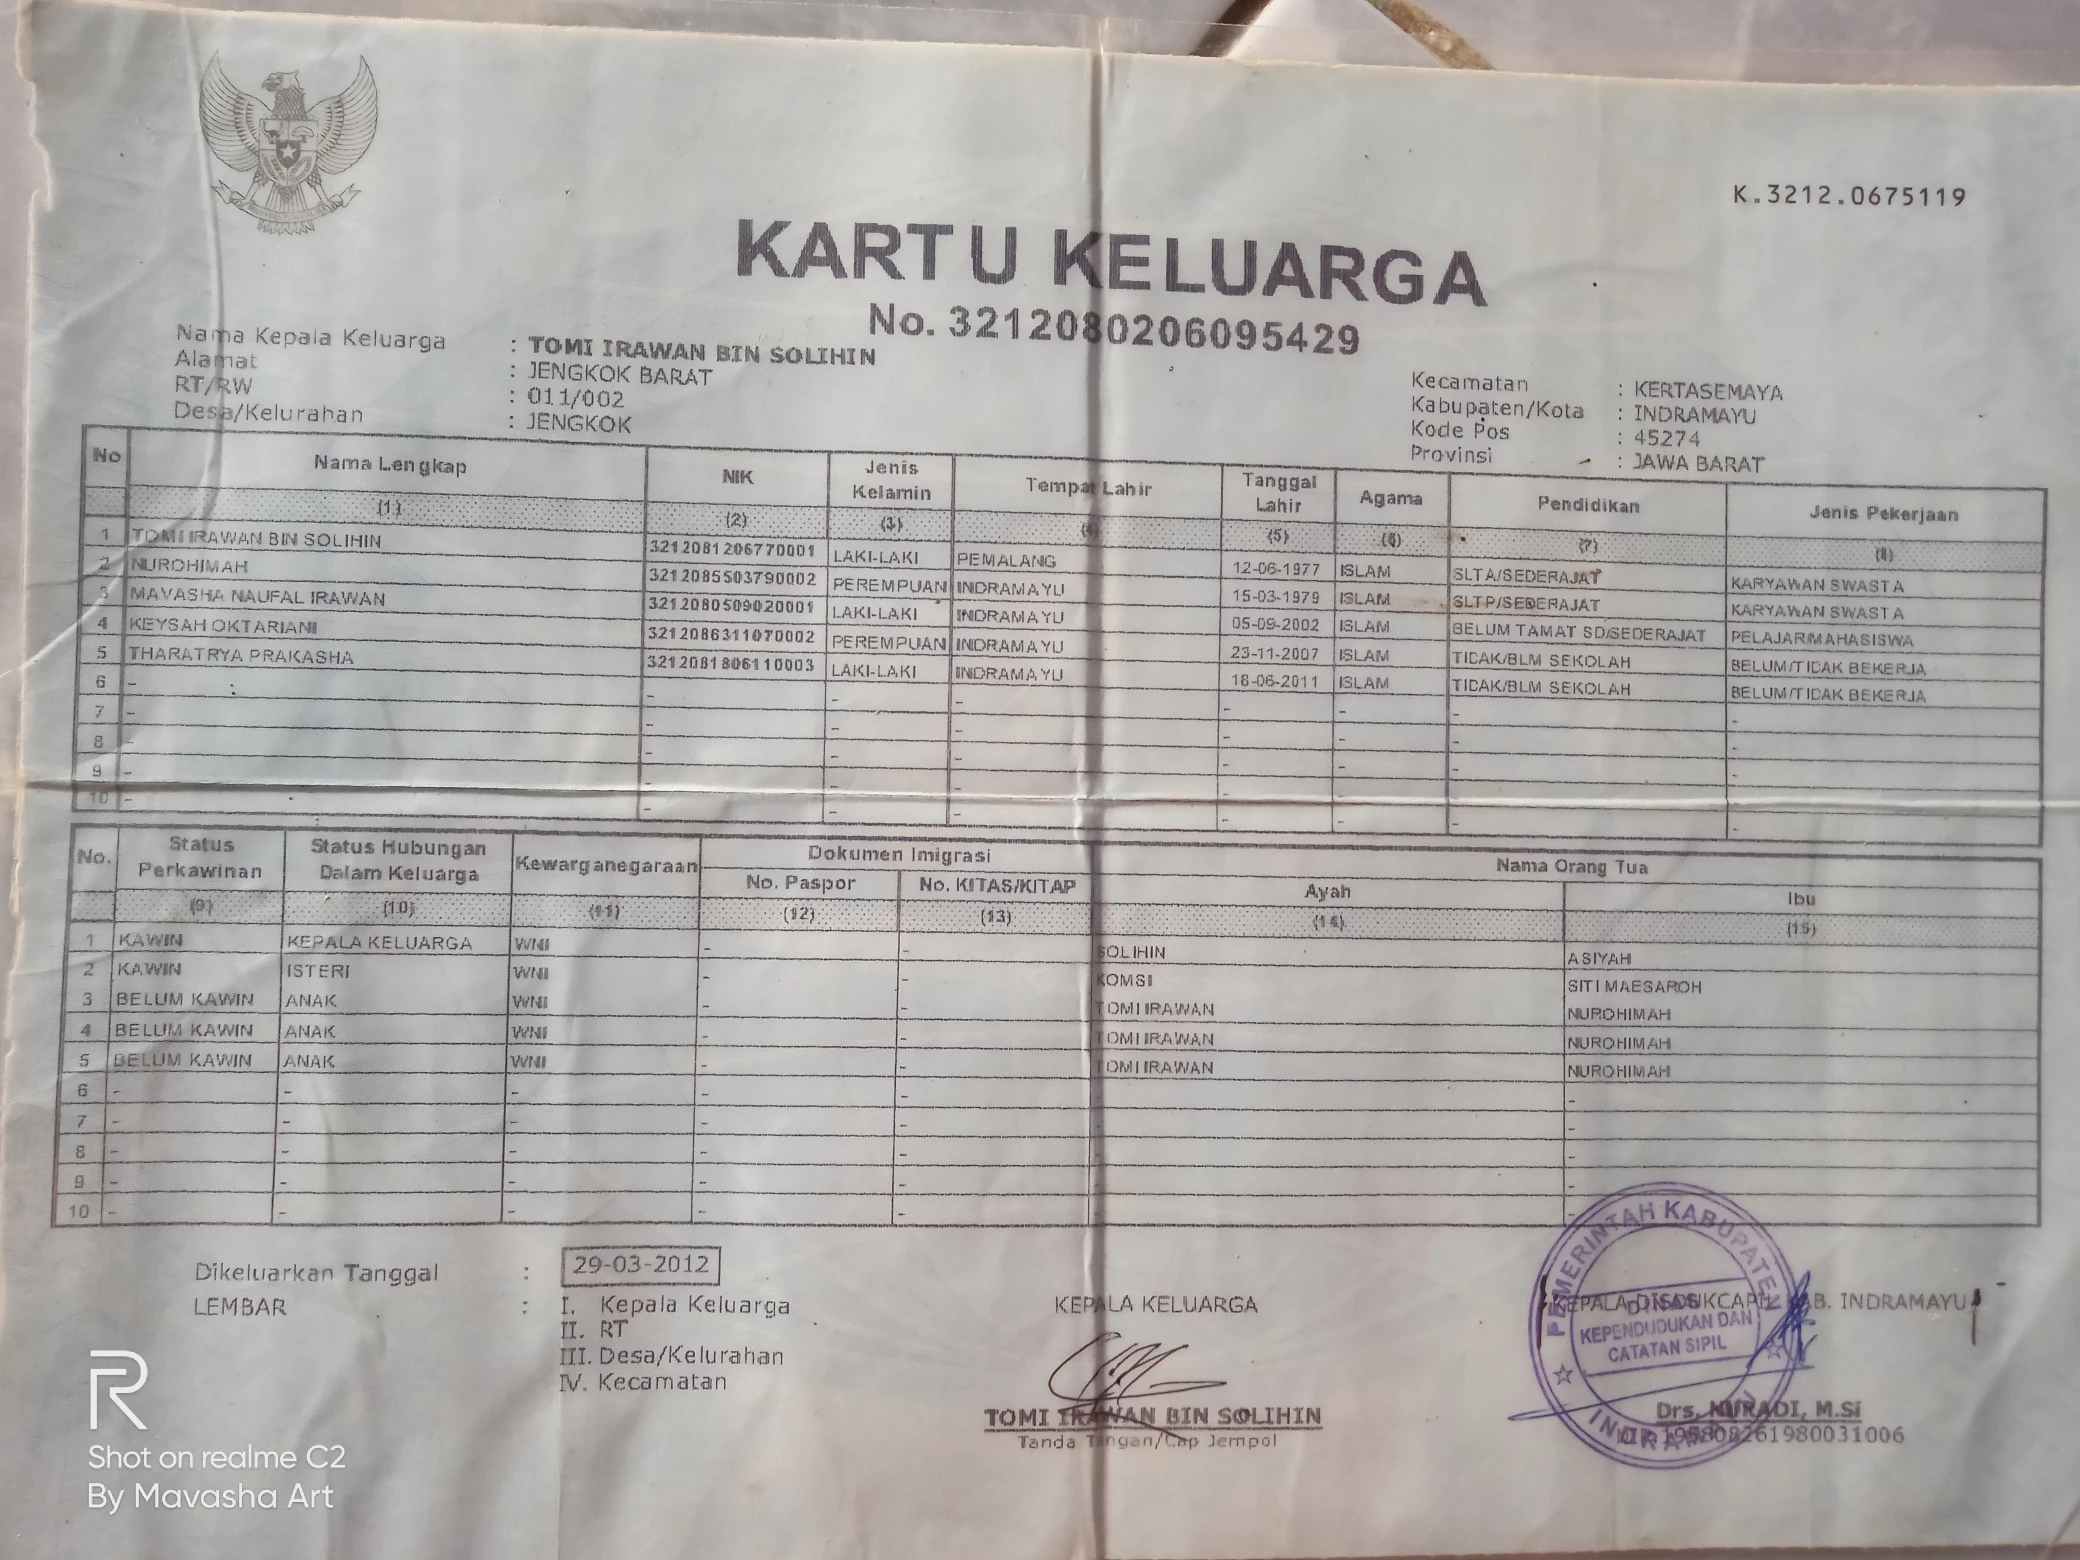 K.3212.0675119
KARTU KELUARGA
No. 3212080206095429
Nama Kepala Keluarga : TOMI IRAWAN BIN SOLIHIN
Alamat : JENGKOK BARAT
RT/RW : 011/002
Desa/Kelurahan : JENGKOK
Kecamatan : KERTASEMAYA
Kabupaten/Kota : INDRAMAYU
Kode Pos : 45274
Provinsi : JAWA BARAT
No Nama Lengkap NIK Jenis Kelamin Tempat Lahir Tanggal Lahir Agama Pendidikan Jenis Pekerjaan
(1) (2) (3) (4) (5) (6) (7) (8)
1 TOMI IRAWAN BIN SOLIHIN 3212081206770001 LAKI-LAKI PEMALANG 12-06-1977 ISLAM SLTA/SEDERAJAT KARYAWAN SWASTA
2 NUROHIMAH 3212085503790002 PEREMPUAN INDRAMAYU 15-03-1979 ISLAM SLTP/SEDERAJAT KARYAWAN SWASTA
3 MAVASHA NAUFAL IRAWAN 3212080509020001 LAKI-LAKI INDRAMAYU 05-09-2002 ISLAM BELUM TAMAT SD/SEDERAJAT PELAJAR/MAHASISWA
4 KEYSAH OKTARIANI 3212086311070002 PEREMPUAN INDRAMAYU 23-11-2007 ISLAM TIDAK/BLM SEKOLAH BELUM/TIDAK BEKERJA
5 THARATRYA PRAKASHA 3212081806110003 LAKI-LAKI INDRAMAYU 18-06-2011 ISLAM TIDAK/BLM SEKOLAH BELUM/TIDAK BEKERJA
6 - - - - - - - -
7 - - - - - - - -
8 - - - - - - - -
9 - - - - - - - -
10 - - - - - - - -
No. Status Perkawinan Status Hubungan Dalam Keluarga Kewarganegaraan Dokumen Imigrasi Nama Orang Tua
No. Paspor No. KITAS/KITAP Ayah Ibu
(9) (10) (11) (12) (13) (14) (15)
1 KAWIN KEPALA KELUARGA WNI - - SOLIHIN ASIYAH
2 KAWIN ISTERI WNI - - KOMSI SITI MAESAROH
3 BELUM KAWIN ANAK WNI - - TOMI IRAWAN NUROHIMAH
4 BELUM KAWIN ANAK WNI - - TOMI IRAWAN NUROHIMAH
5 BELUM KAWIN ANAK WNI - - TOMI IRAWAN NUROHIMAH
6 - - - - - - -
7 - - - - - - -
8 - - - - - - -
9 - - - - - - -
10 - - - - - - -
Dikeluarkan Tanggal : 29-03-2012
LEMBAR : I. Kepala Keluarga
II. RT
III. Desa/Kelurahan
IV. Kecamatan
KEPALA KELUARGA
TOMI IRAWAN BIN SOLIHIN
Tanda Tangan/Cap Jempol
KEPALA DISDUKCAPIL KAB. INDRAMAYU
PEMERINTAH KABUPATEN
DINAS
KEPENDUDUKAN DAN
CATATAN SIPIL
INDRAMAYU
Drs. NURADI, M.Si
NIP. 195808261980031006
Shot on realme C2
By Mavasha Art